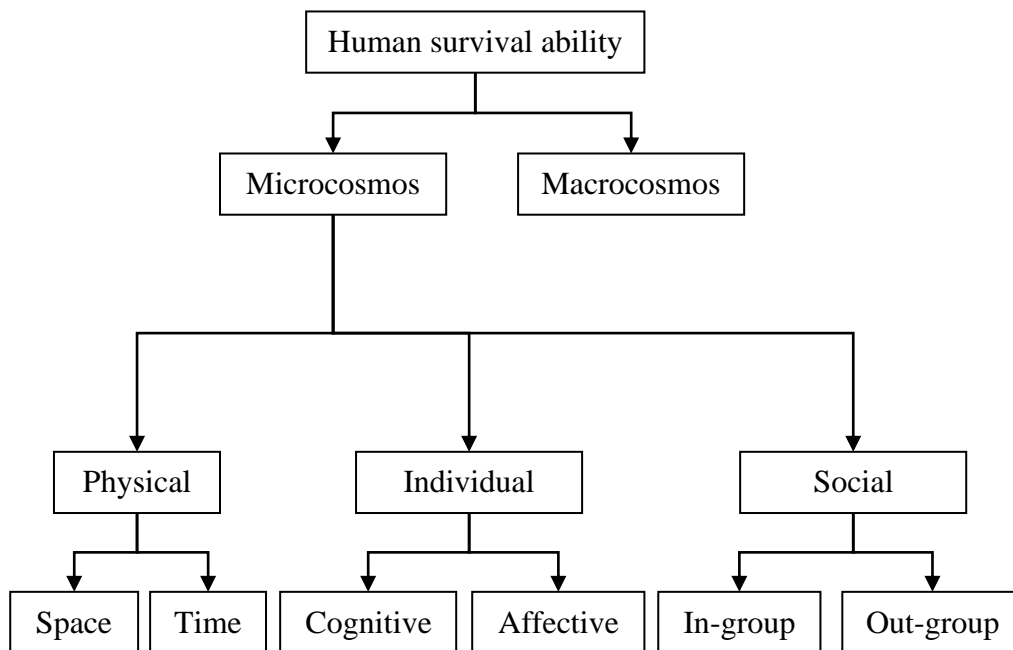 Human survival ability
Microcosmos
Macrocosmos
Physical
Individual
Social
Space
Time
Cognitive
Affective
In-group
Out-group